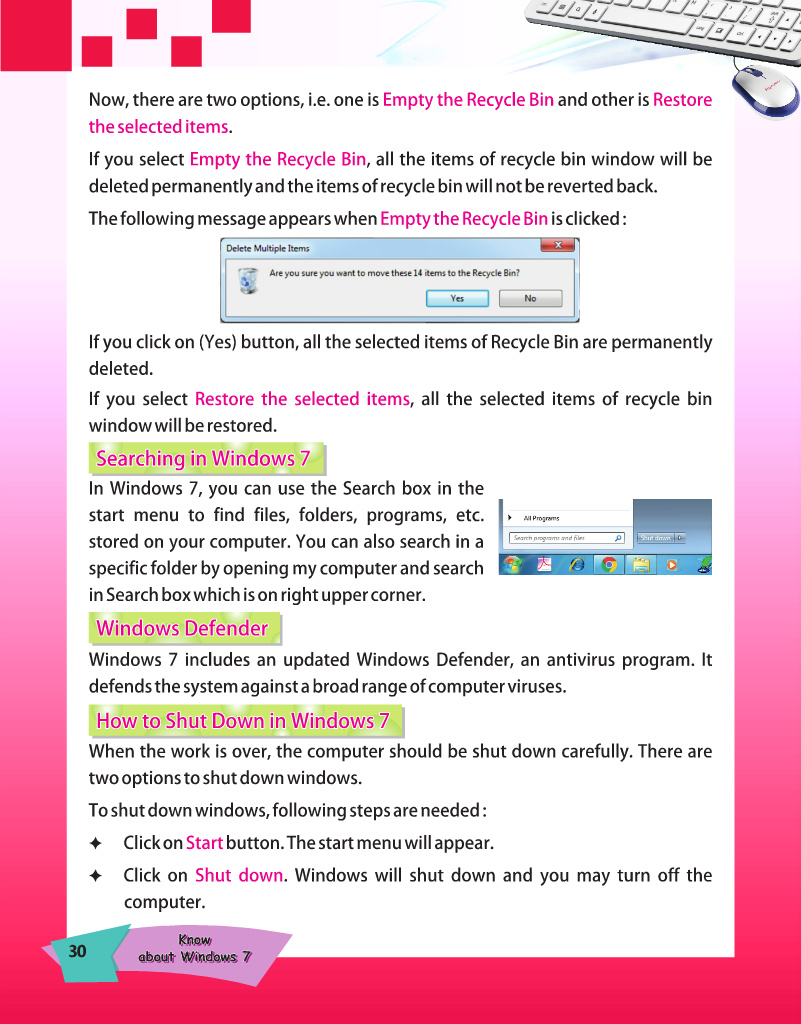 Now, there are two options, i.e. one is Empty the Recycle Bin and other is Restore
the selected items.
If you select Empty the Recycle Bin, all the items of recycle bin window will be
deleted permanently and the items of recycle bin will not be reverted back.
The following message appears when Empty the Recycle Bin is clicked :
Delete Multiple Items
Are you sure you want to move these 14 items to the Recycle Bin?
Yes No
If you click on (Yes) button, all the selected items of Recycle Bin are permanently
deleted.
If you select Restore the selected items, all the selected items of recycle bin
window will be restored.
Searching in Windows 7
In Windows 7, you can use the Search box in the
start menu to find files, folders, programs, etc.
stored on your computer. You can also search in a
specific folder by opening my computer and search
in Search box which is on right upper corner.
All Programs
Search programs and files
Shut down
Windows Defender
Windows 7 includes an updated Windows Defender, an antivirus program. It
defends the system against a broad range of computer viruses.
How to Shut Down in Windows 7
When the work is over, the computer should be shut down carefully. There are
two options to shut down windows.
To shut down windows, following steps are needed :
✦ Click on Start button. The start menu will appear.
✦ Click on Shut down. Windows will shut down and you may turn off the
computer.
30
Know
about Windows 7